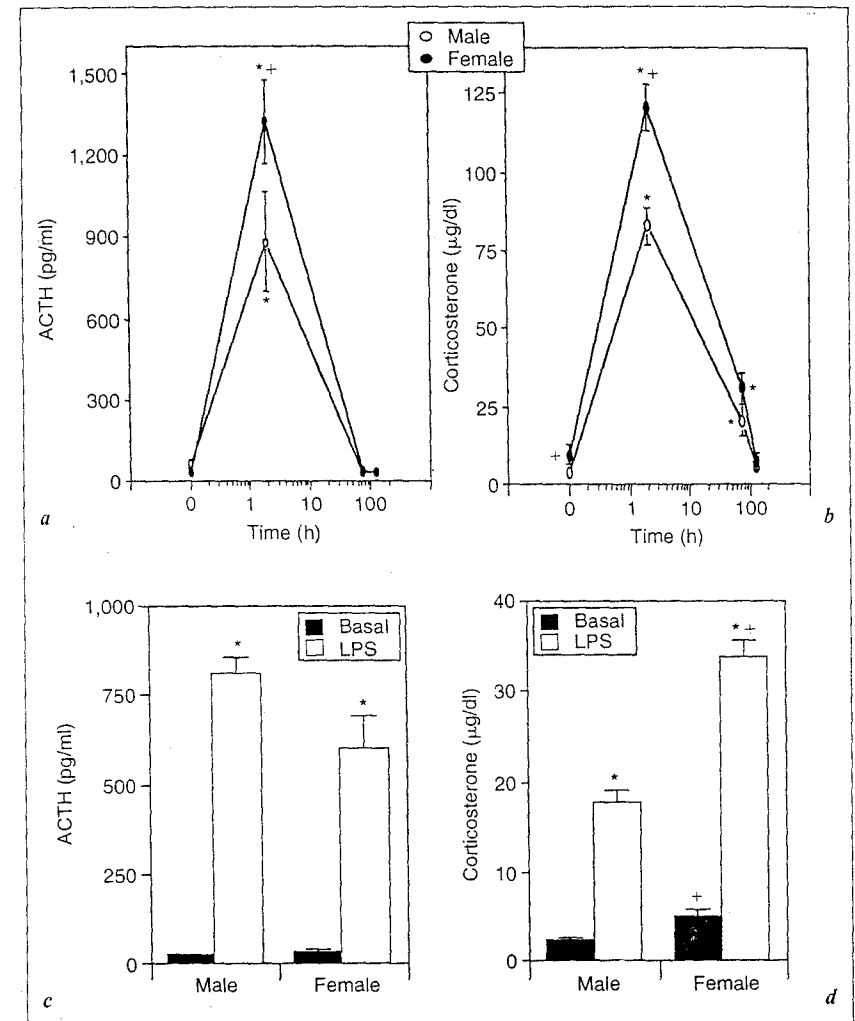 Male
Female
1,500
1,200
900
600
300
0
ACTH (pg/ml)
* +
*
0 1 10 100
Time (h)
a
125
100
75
50
25
0
Corticosterone (µg/dl)
* +
*
*
*
+
0 1 10 100
Time (h)
b
1,000
750
500
250
0
ACTH (pg/ml)
Basal
LPS
*
*
Male Female
c
40
30
20
10
0
Corticosterone (µg/dl)
Basal
LPS
* +
*
+
Male Female
d